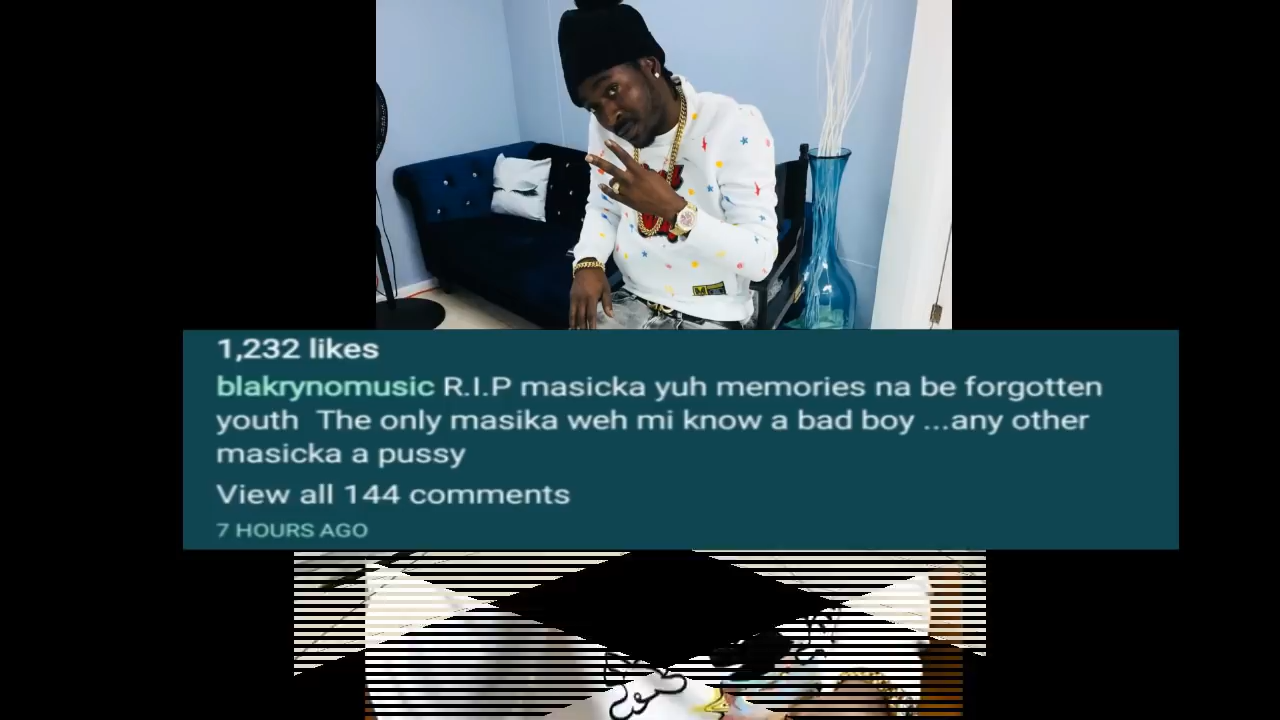 1,232 likes
blakrynomusic R.I.P masicka yuh memories na be forgotten
youth The only masika weh mi know a bad boy ...any other
masicka a pussy
View all 144 comments
7 HOURS AGO